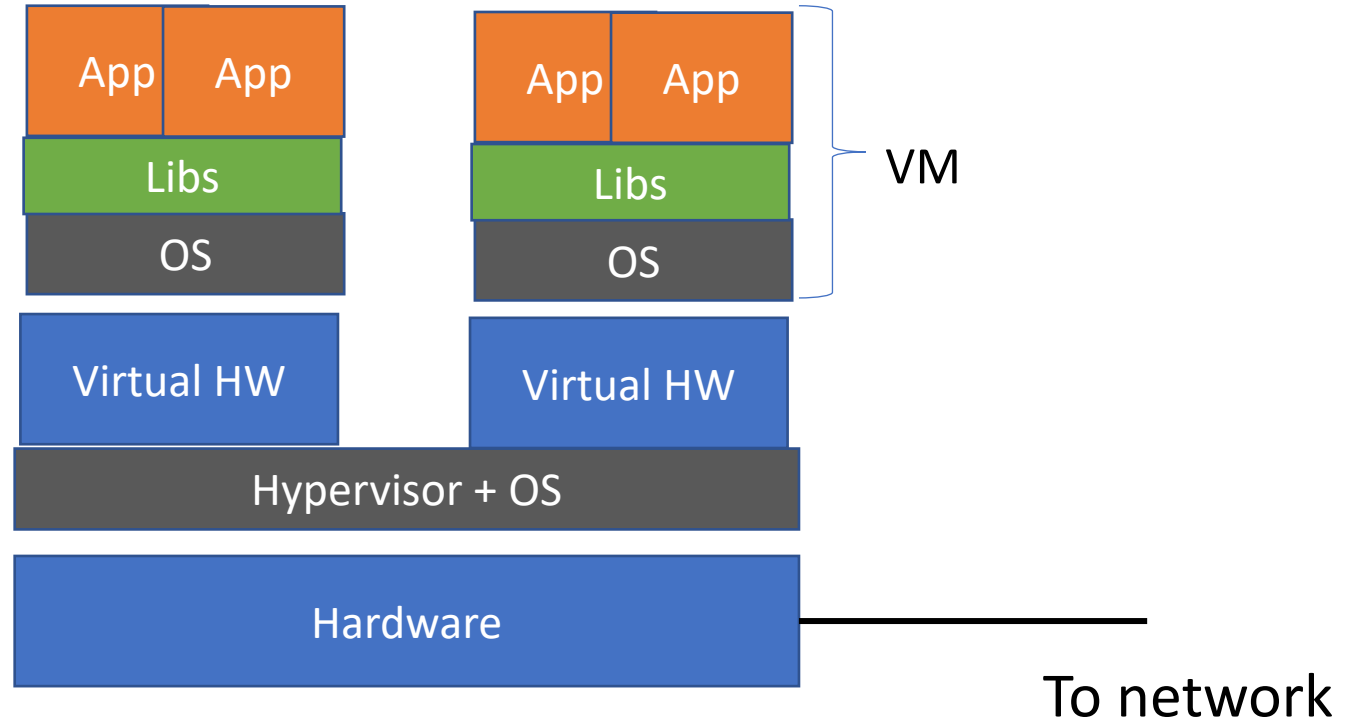 App App App App
VM
Libs Libs
OS OS
Virtual HW Virtual HW
Hypervisor + OS
Hardware
To network